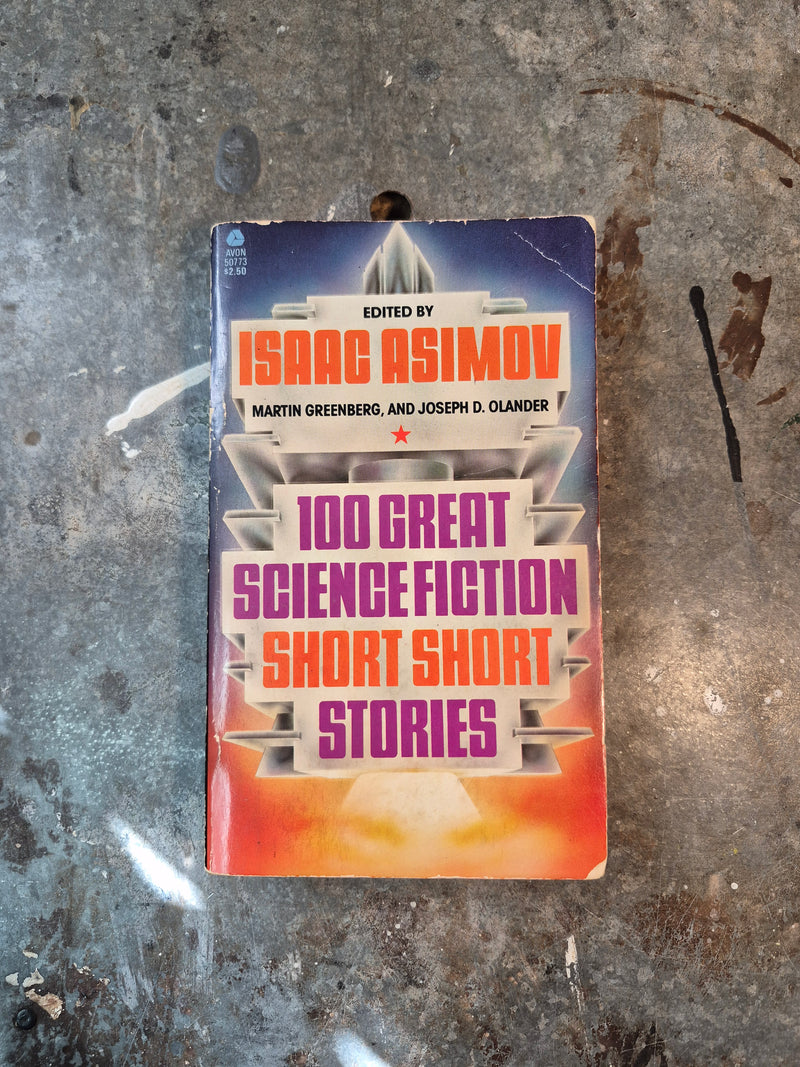 AVON
50773
$2.50
EDITED BY
ISAAC ASIMOV
MARTIN GREENBERG, AND JOSEPH D. OLANDER
100 GREAT
SCIENCE FICTION
SHORT SHORT
STORIES